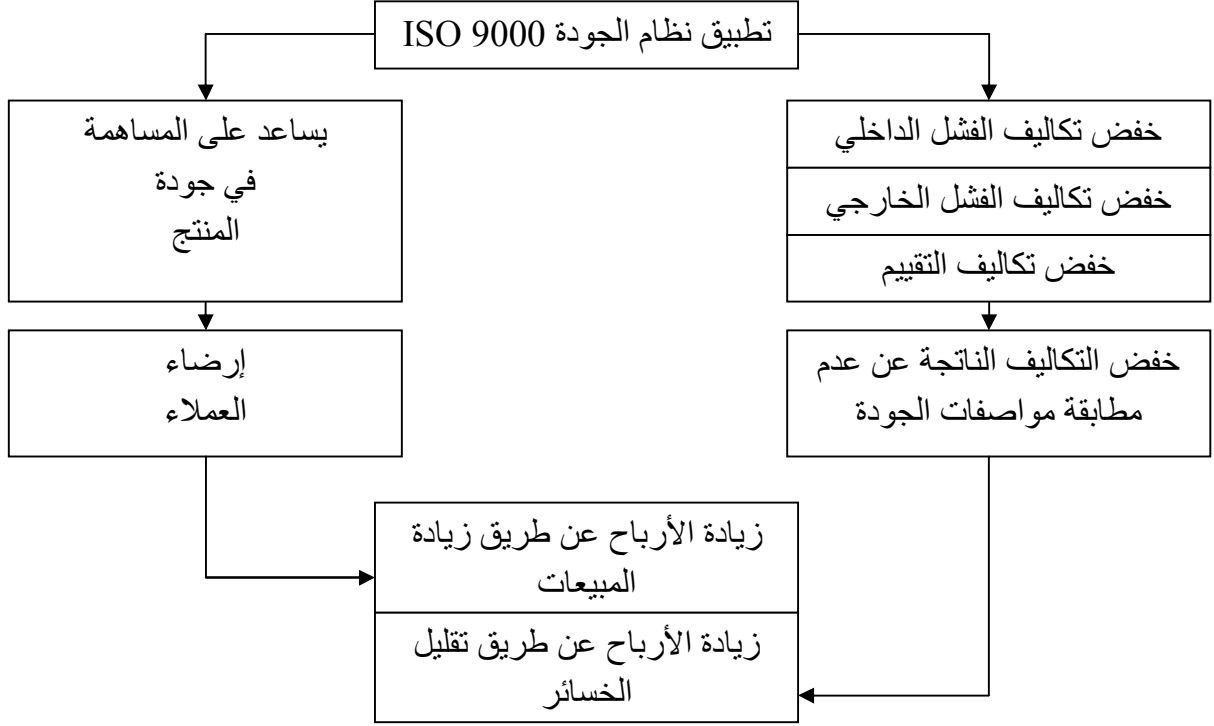 تطبيق نظام الجودة ISO 9000
خفض تكاليف الفشل الداخلي
خفض تكاليف الفشل الخارجي
خفض تكاليف التقييم
خفض التكاليف الناتجة عن عدم
مطابقة مواصفات الجودة
يساعد على المساهمة
في جودة
المنتج
إرضاء
العملاء
زيادة الأرباح عن طريق زيادة
المبيعات
زيادة الأرباح عن طريق تقليل
الخسائر